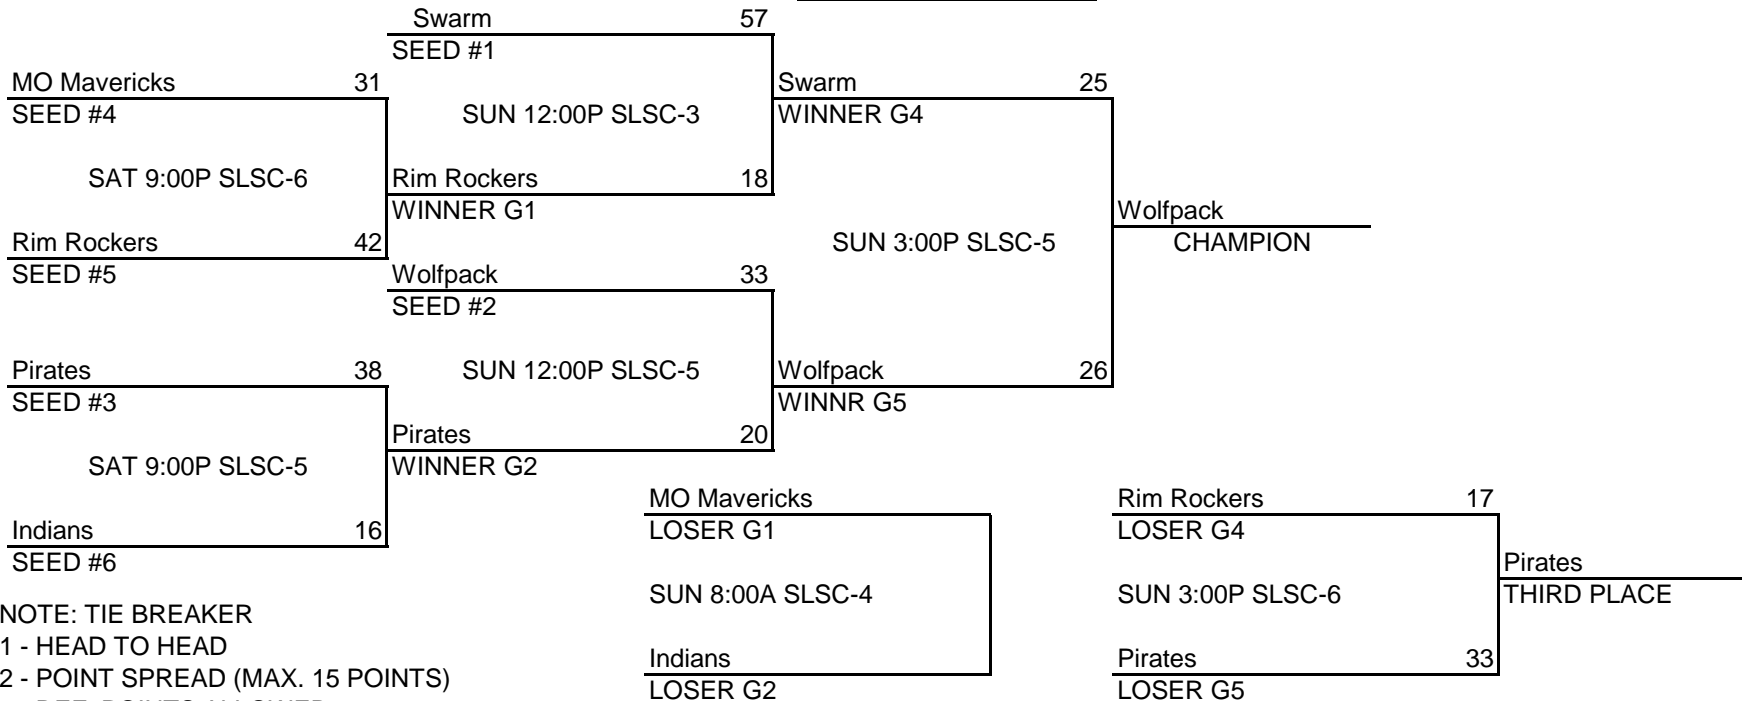 Swarm 57
SEED #1
MO Mavericks 31
Swarm 25
SEED #4
SUN 12:00P SLSC-3
WINNER G4
SAT 9:00P SLSC-6
Rim Rockers 18
WINNER G1
Wolfpack
Rim Rockers 42
SUN 3:00P SLSC-5
CHAMPION
SEED #5
Wolfpack 33
SEED #2
Pirates 38
SUN 12:00P SLSC-5
Wolfpack 26
SEED #3
WINNR G5
Pirates 20
SAT 9:00P SLSC-5
WINNER G2
MO Mavericks
Rim Rockers 17
Indians 16
LOSER G1
LOSER G4
SEED #6
Pirates
SUN 8:00A SLSC-4
SUN 3:00P SLSC-6
THIRD PLACE
NOTE: TIE BREAKER
1 - HEAD TO HEAD
Indians
Pirates 33
2 - POINT SPREAD (MAX. 15 POINTS)
LOSER G2
LOSER G5